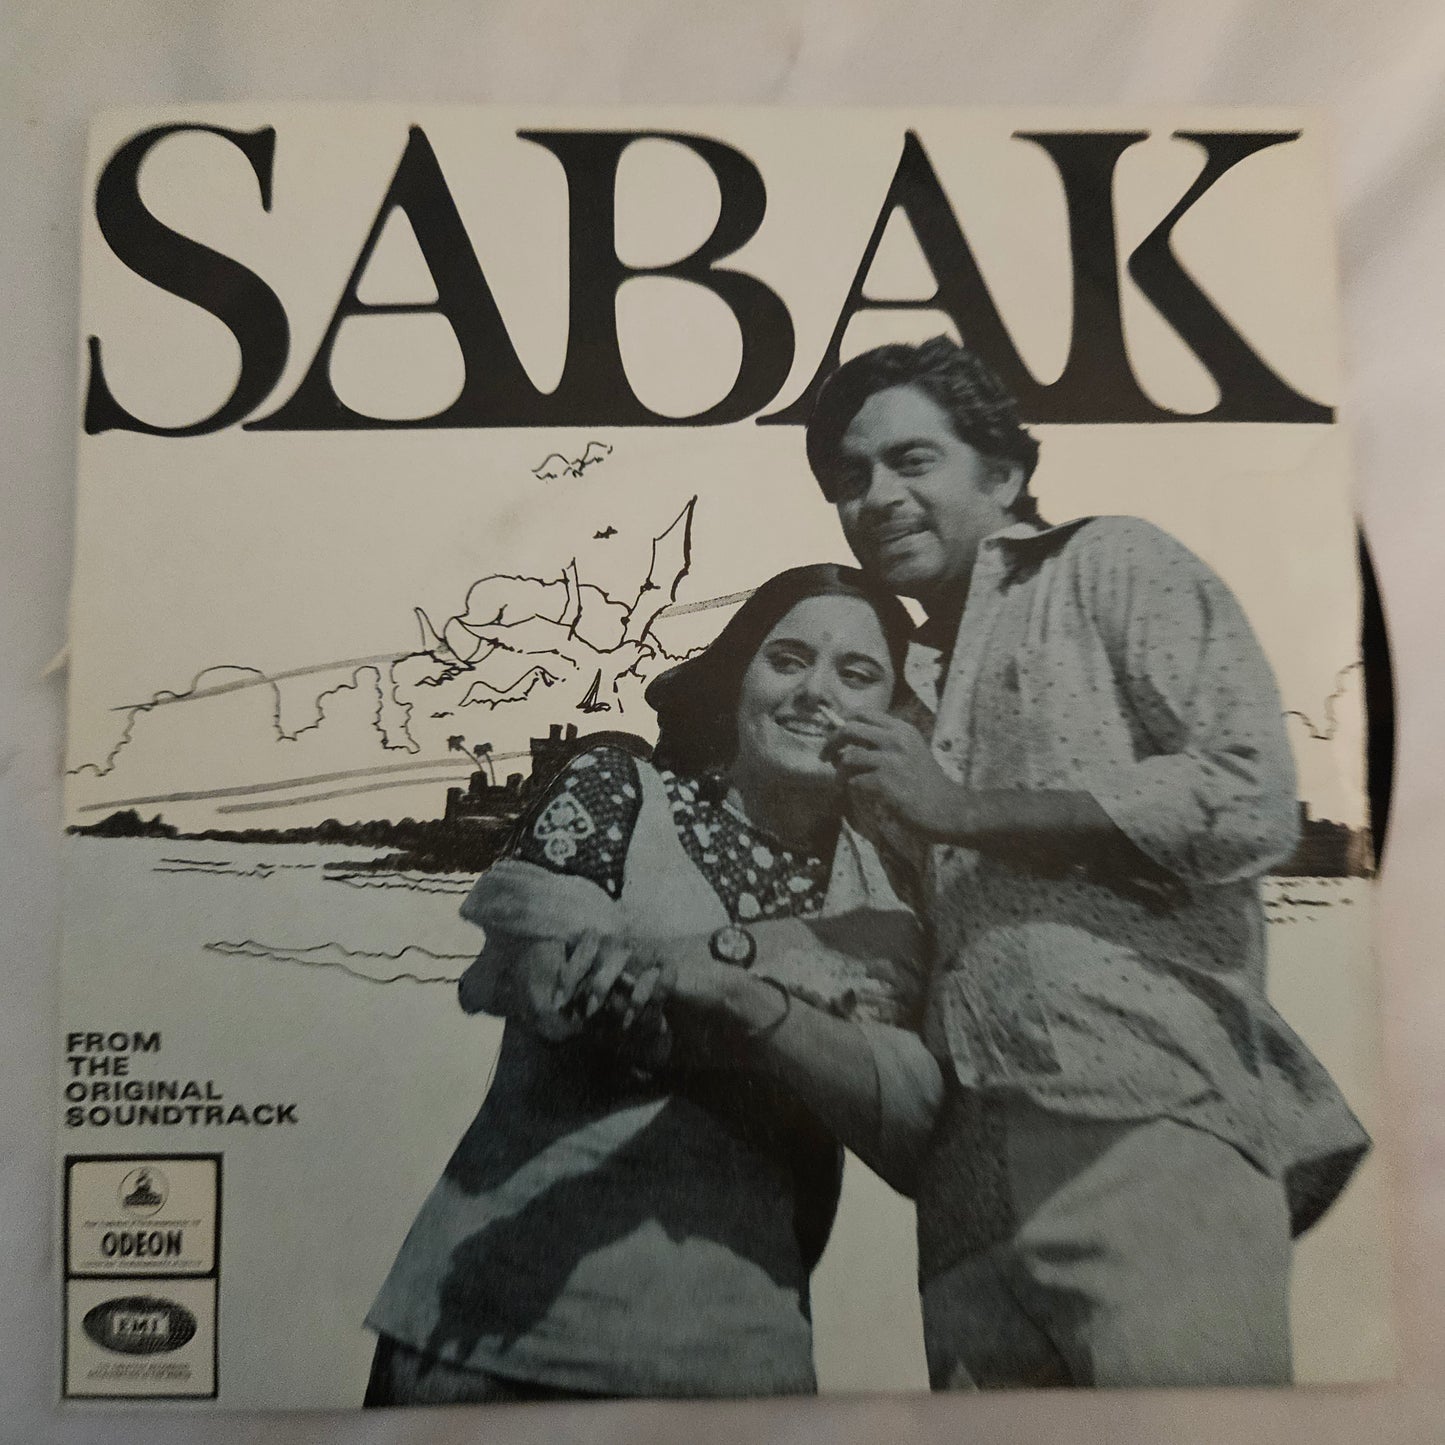 SABAK
FROM
THE
ORIGINAL
SOUNDTRACK
ODEON
EMI